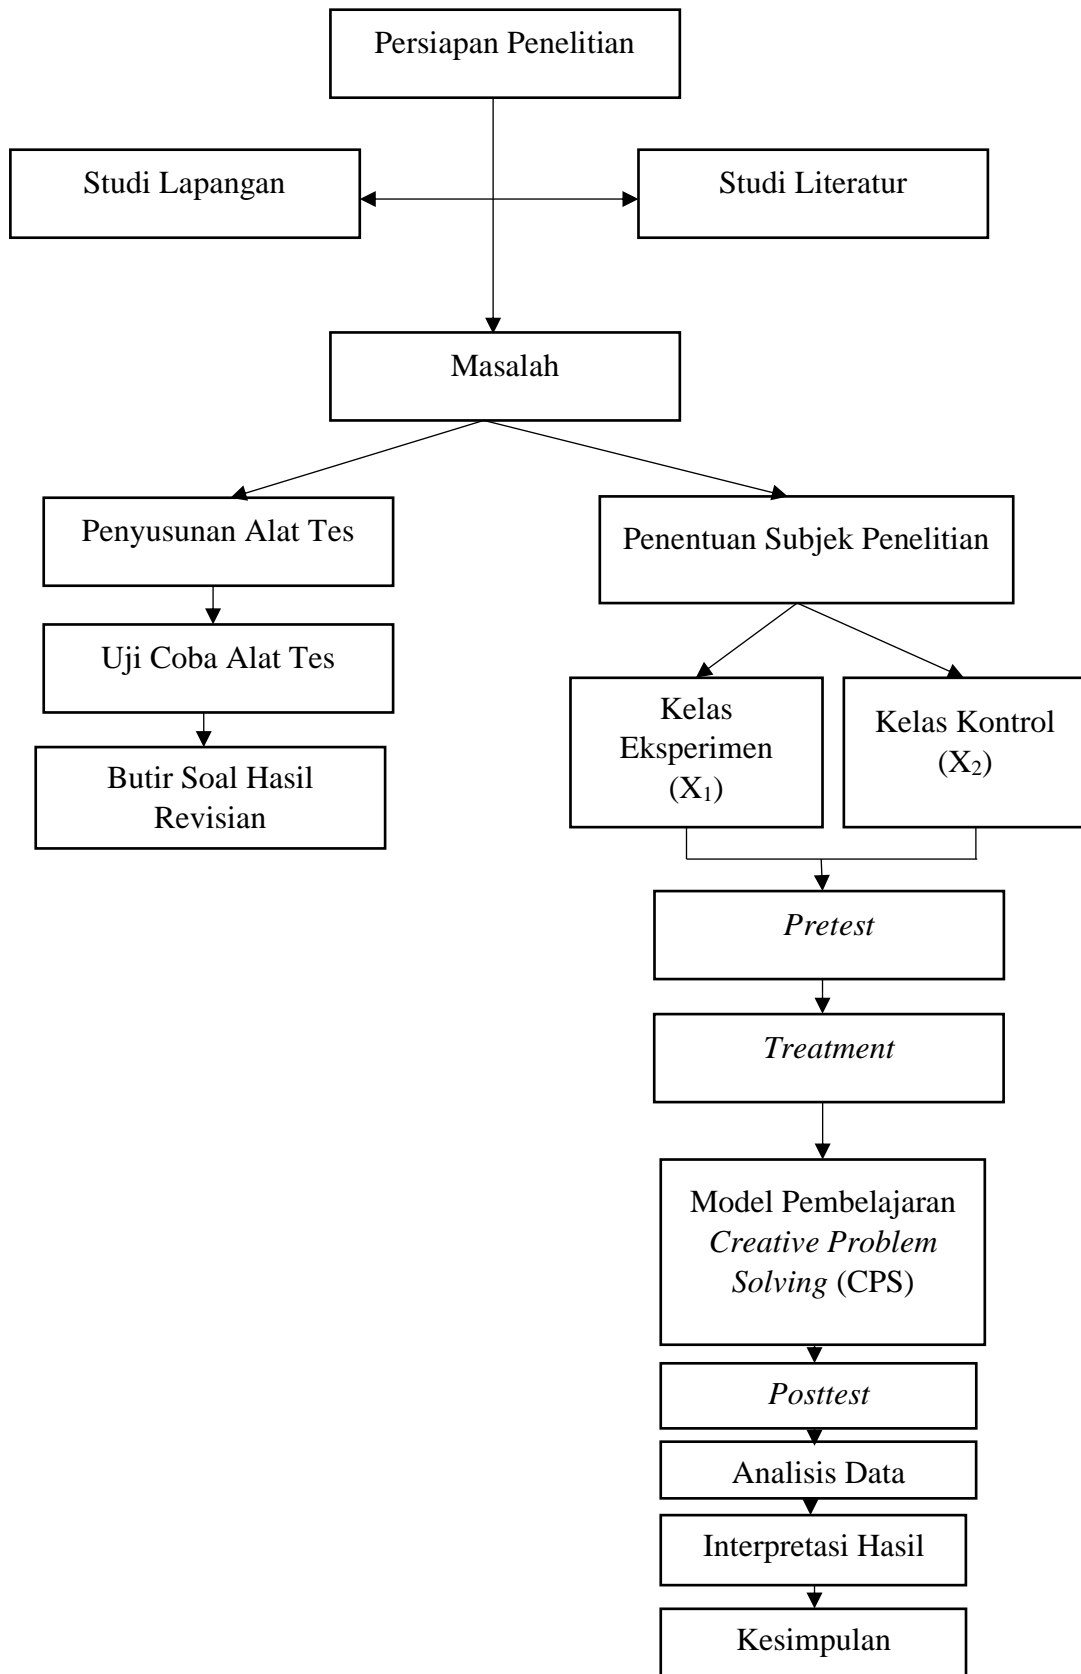 Persiapan Penelitian
Studi Lapangan
Studi Literatur
Masalah
Penyusunan Alat Tes
Penentuan Subjek Penelitian
Uji Coba Alat Tes
Butir Soal Hasil
Revisian
Kelas
Eksperimen
(X₁)
Kelas Kontrol
(X₂)
Pretest
Treatment
Model Pembelajaran
Creative Problem
Solving (CPS)
Posttest
Analisis Data
Interpretasi Hasil
Kesimpulan